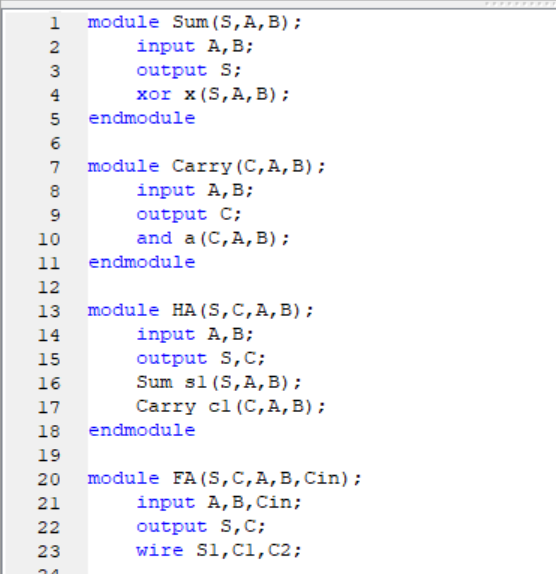 1 module Sum(S,A,B);
2 input A,B;
3 output S;
4 xor x(S,A,B);
5 endmodule
6
7 module Carry(C,A,B);
8 input A,B;
9 output C;
10 and a(C,A,B);
11 endmodule
12
13 module HA(S,C,A,B);
14 input A,B;
15 output S,C;
16 Sum s1(S,A,B);
17 Carry c1(C,A,B);
18 endmodule
19
20 module FA(S,C,A,B,Cin);
21 input A,B,Cin;
22 output S,C;
23 wire S1,C1,C2;